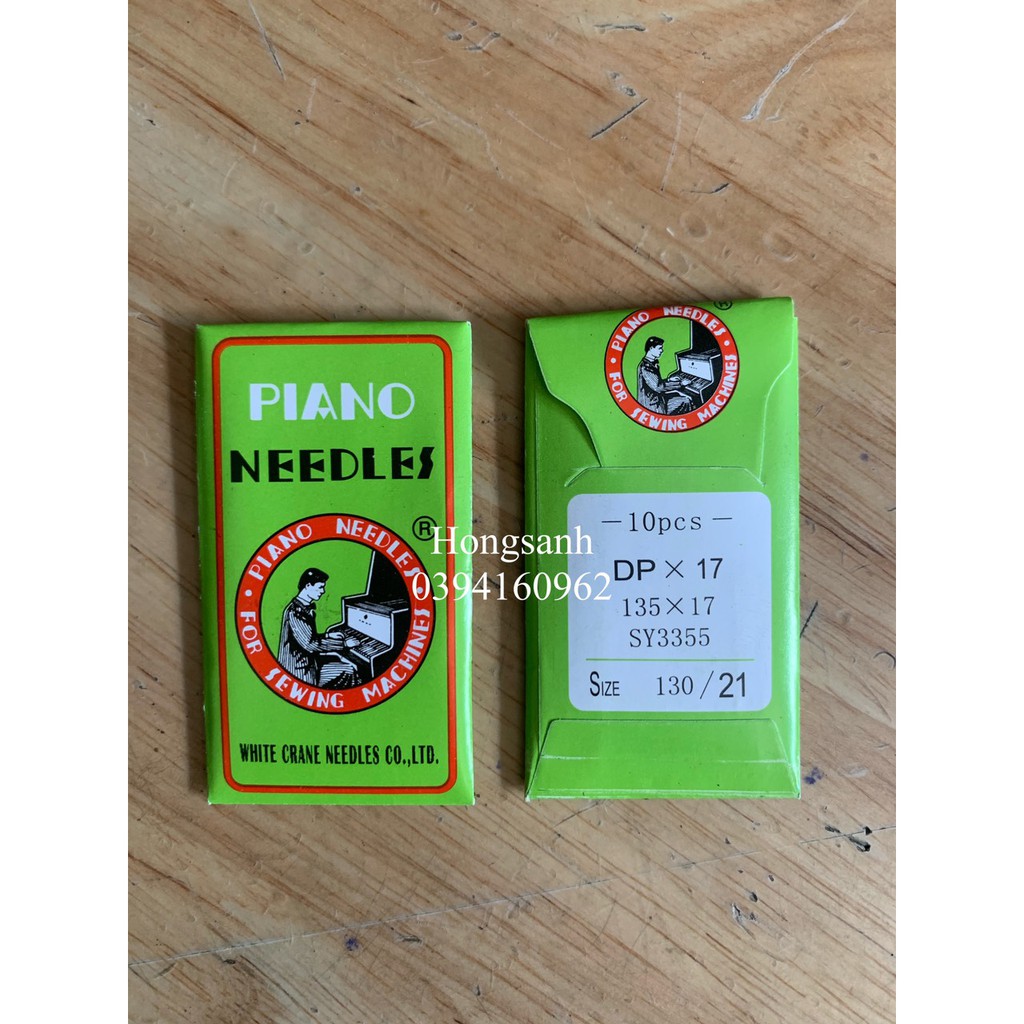 PIANO
NEEDLES
®
PIANO NEEDLES
FOR SEWING MACHINES
WHITE CRANE NEEDLES CO.,LTD.
®
PIANO NEEDLES
FOR SEWING MACHINES
—10pcs—
DP × 17
135×17
SY3355
SIZE 130/21
Hongsanh
0394160962